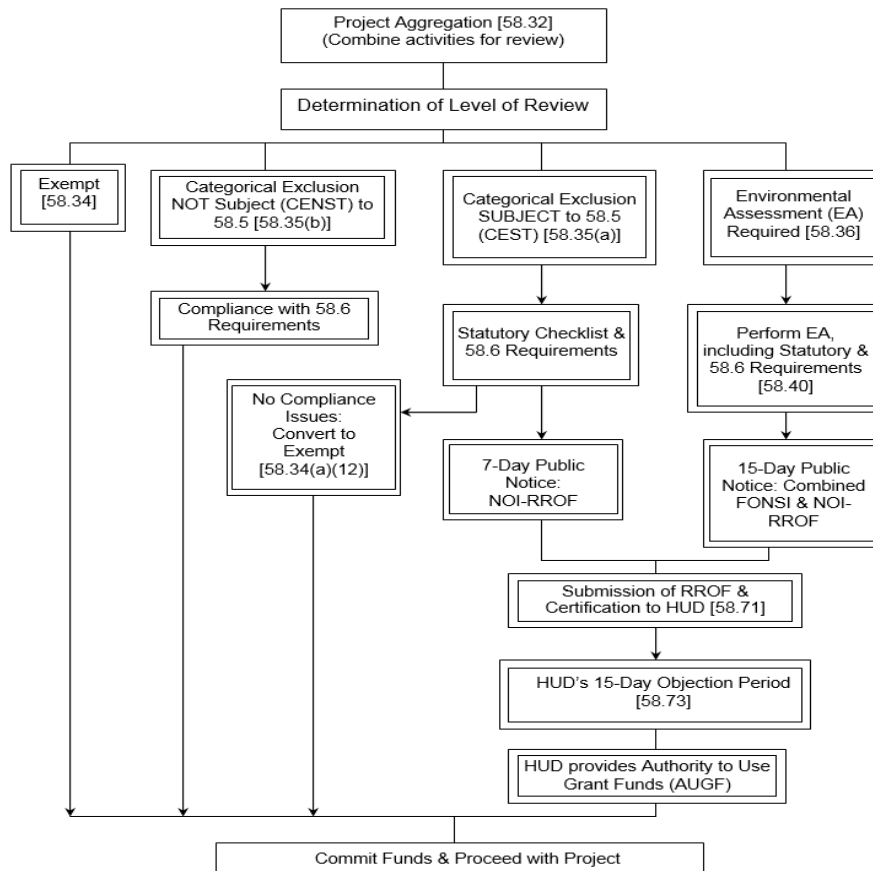 Project Aggregation [58.32]
(Combine activities for review)
Determination of Level of Review
Exempt
[58.34]
Categorical Exclusion
NOT Subject (CENST) to
58.5 [58.35(b)]
Categorical Exclusion
SUBJECT to 58.5
(CEST) [58.35(a)]
Environmental
Assessment (EA)
Required [58.36]
Compliance with 58.6
Requirements
Statutory Checklist &
58.6 Requirements
Perform EA,
including Statutory &
58.6 Requirements
[58.40]
No Compliance
Issues:
Convert to
Exempt
[58.34(a)(12)]
7-Day Public
Notice:
NOI-RROF
15-Day Public
Notice: Combined
FONSI & NOI-
RROF
Submission of RROF &
Certification to HUD [58.71]
HUD's 15-Day Objection Period
[58.73]
HUD provides Authority to Use
Grant Funds (AUGF)
Commit Funds & Proceed with Project